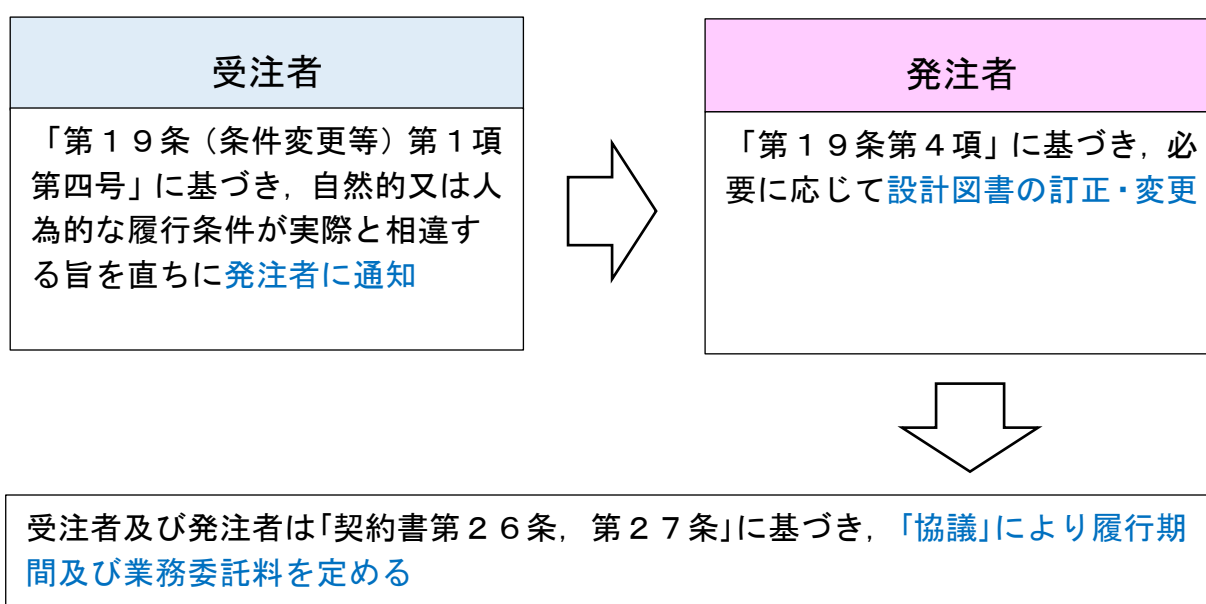 受注者
「第１９条（条件変更等）第１項
第四号」に基づき，自然的又は人
為的な履行条件が実際と相違す
る旨を直ちに発注者に通知
発注者
「第１９条第４項」に基づき，必
要に応じて設計図書の訂正・変更
受注者及び発注者は「契約書第２６条，第２７条」に基づき，「協議」により履行期
間及び業務委託料を定める